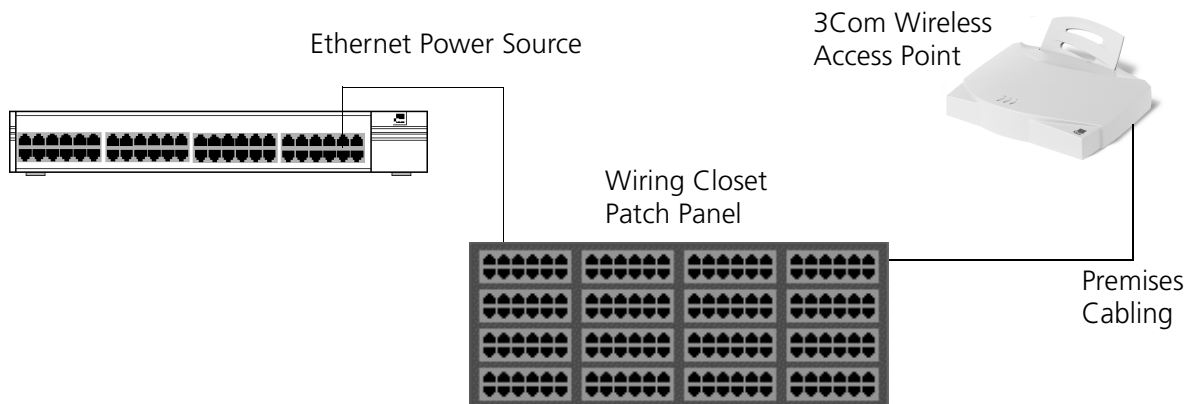 Ethernet Power Source
3Com Wireless
Access Point
Wiring Closet
Patch Panel
Premises
Cabling